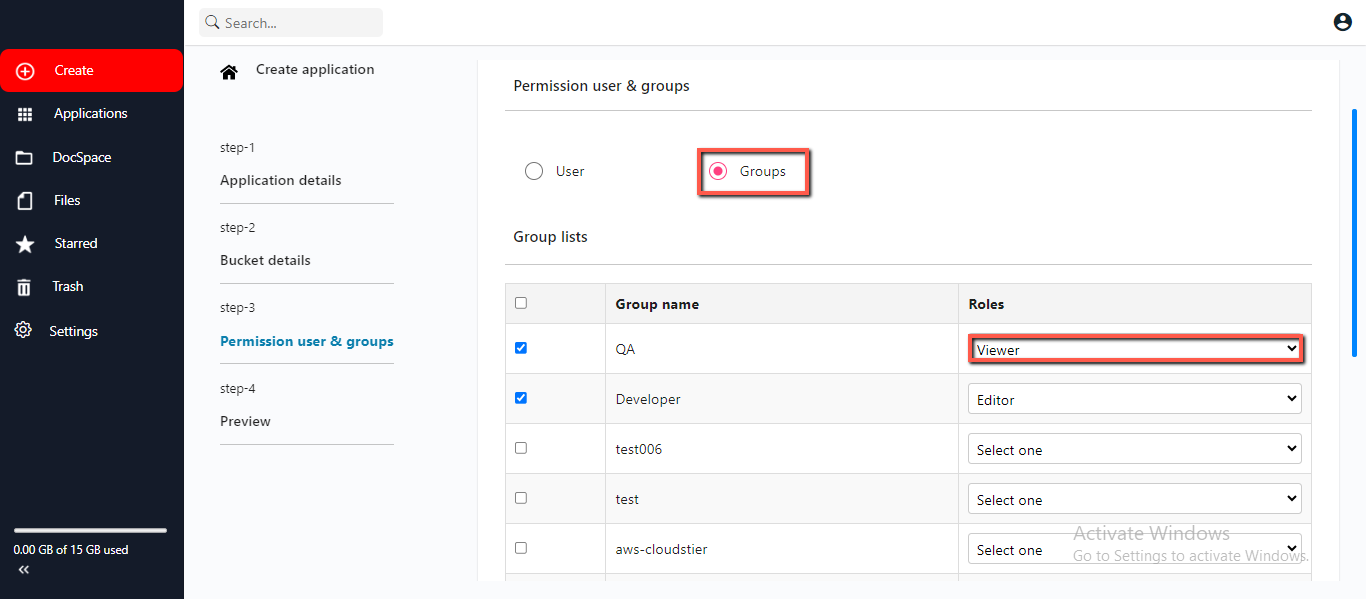 Search...
Create
Applications
DocSpace
Files
Starred
Trash
Settings
0.00 GB of 15 GB used
Create application
step-1
Application details
step-2
Bucket details
step-3
Permission user & groups
step-4
Preview
Permission user & groups
User
Groups
Group lists
Group name Roles
QA Viewer
Developer Editor
test006 Select one
test Select one
aws-cloudstier Select one
Activate Windows
Go to Settings to activate Windows.